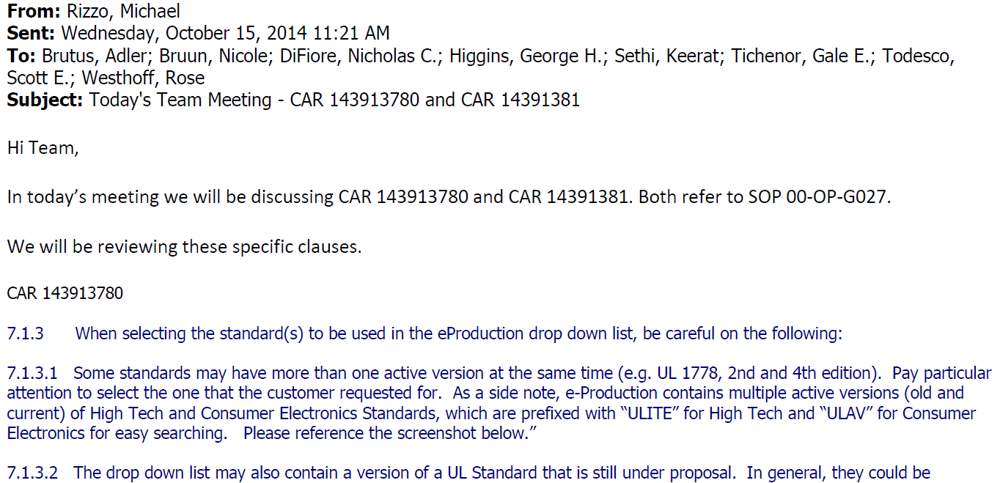 From: Rizzo, Michael
Sent: Wednesday, October 15, 2014 11:21 AM
To: Brutus, Adler; Bruun, Nicole; DiFiore, Nicholas C.; Higgins, George H.; Sethi, Keerat; Tichenor, Gale E.; Todesco,
Scott E.; Westhoff, Rose
Subject: Today's Team Meeting - CAR 143913780 and CAR 14391381
Hi Team,
In today’s meeting we will be discussing CAR 143913780 and CAR 14391381. Both refer to SOP 00-OP-G027.
We will be reviewing these specific clauses.
CAR 143913780
7.1.3 When selecting the standard(s) to be used in the eProduction drop down list, be careful on the following:
7.1.3.1 Some standards may have more than one active version at the same time (e.g. UL 1778, 2nd and 4th edition). Pay particular
attention to select the one that the customer requested for. As a side note, e-Production contains multiple active versions (old and
current) of High Tech and Consumer Electronics Standards, which are prefixed with “ULITE” for High Tech and “ULAV” for Consumer
Electronics for easy searching. Please reference the screenshot below.”
7.1.3.2 The drop down list may also contain a version of a UL Standard that is still under proposal. In general, they could be